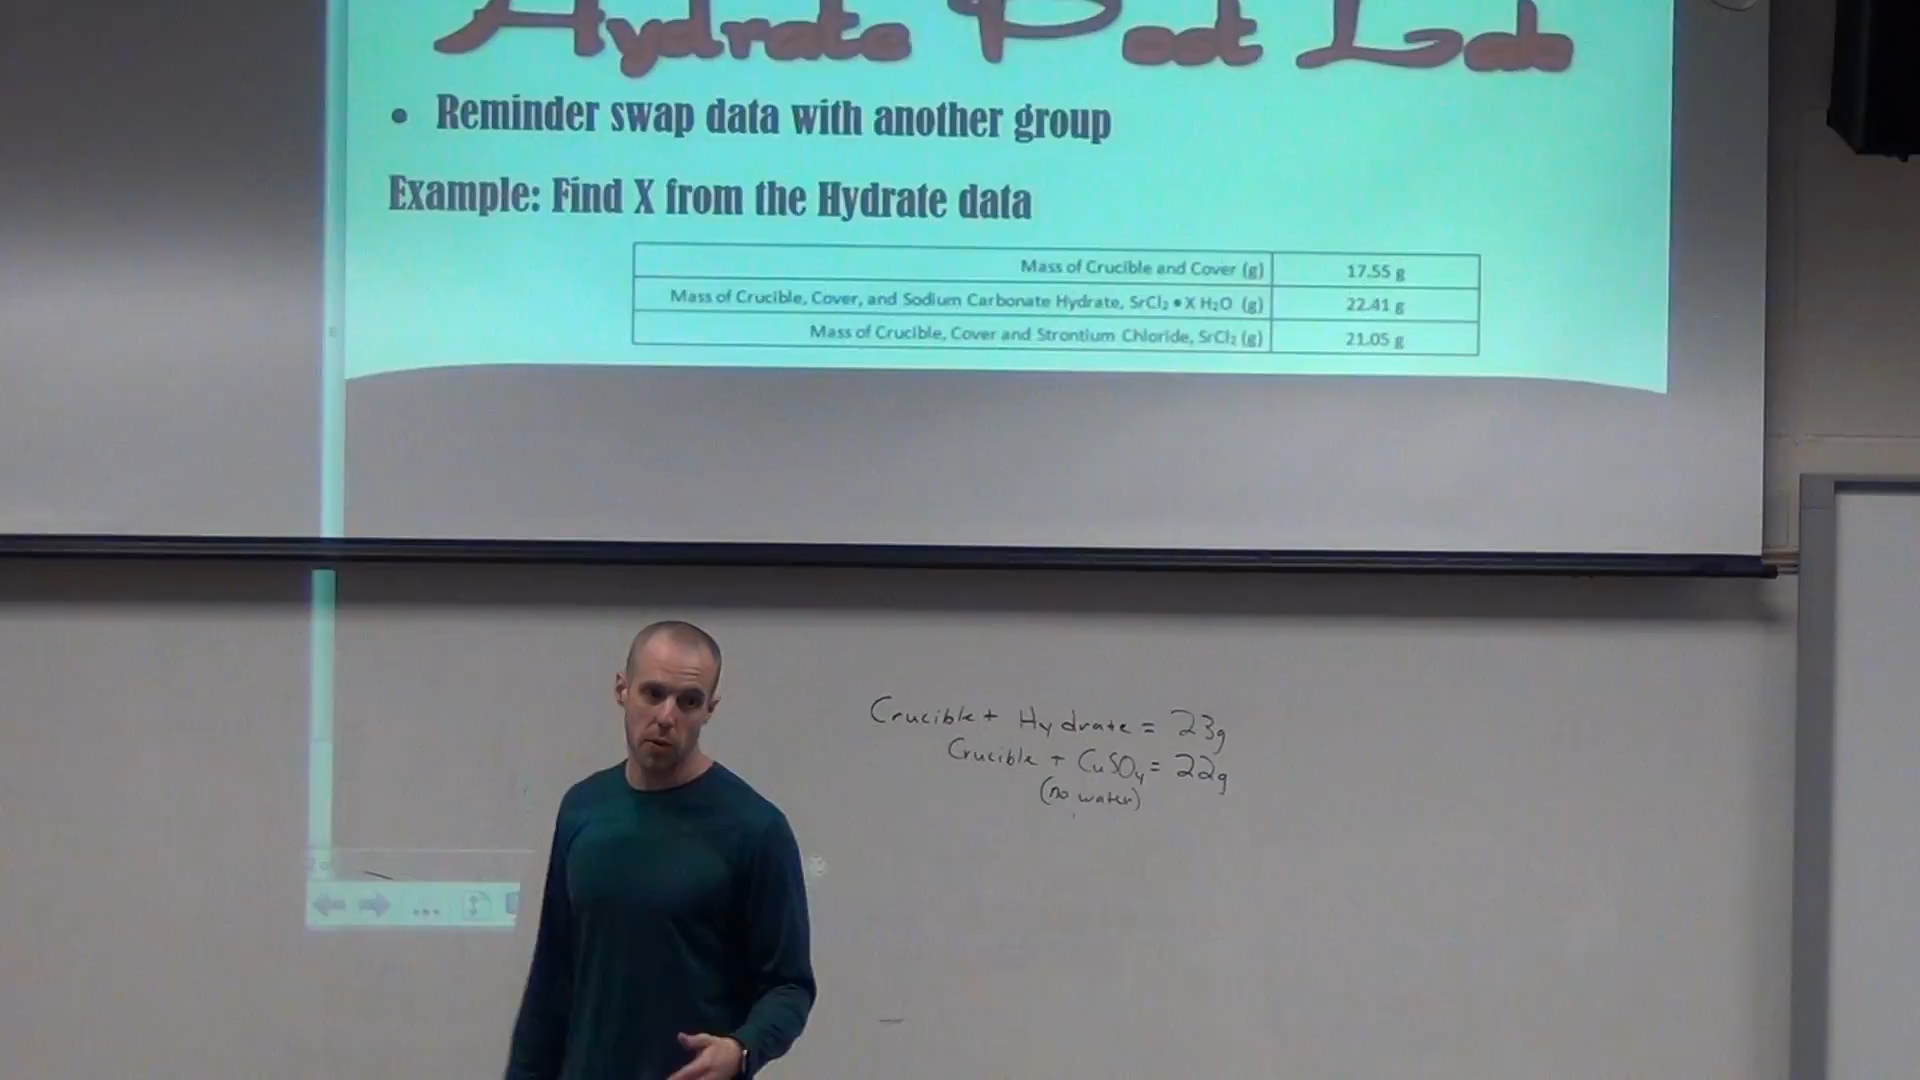 Hydrate Post Lab
• Reminder swap data with another group
Example: Find X from the Hydrate data
Mass of Crucible and Cover (g) 17.55 g
Mass of Crucible, Cover, and Sodium Carbonate Hydrate, SrCl₂ • X H₂O (g) 22.41 g
Mass of Crucible, Cover and Strontium Chloride, SrCl₂ (g) 21.05 g
Crucible + Hydrate = 23g
Crucible + CuSO₄ = 22g
(no water)